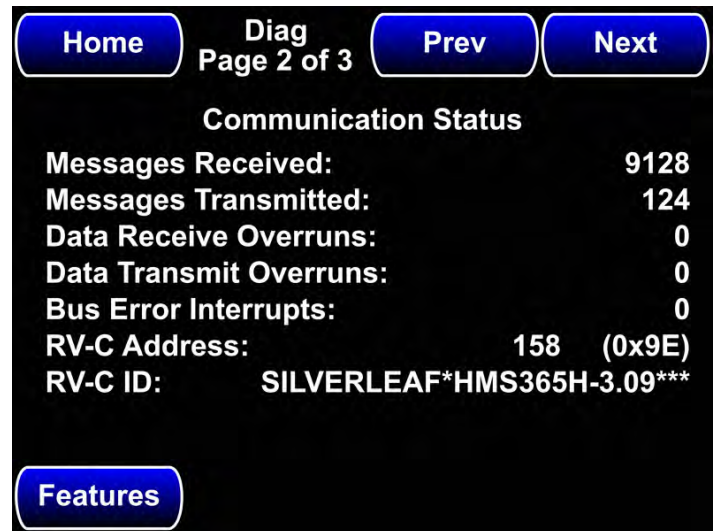 Home
Diag
Page 2 of 3
Prev
Next
Communication Status
Messages Received: 9128
Messages Transmitted: 124
Data Receive Overruns: 0
Data Transmit Overruns: 0
Bus Error Interrupts: 0
RV-C Address: 158 (0x9E)
RV-C ID: SILVERLEAF*HMS365H-3.09***
Features